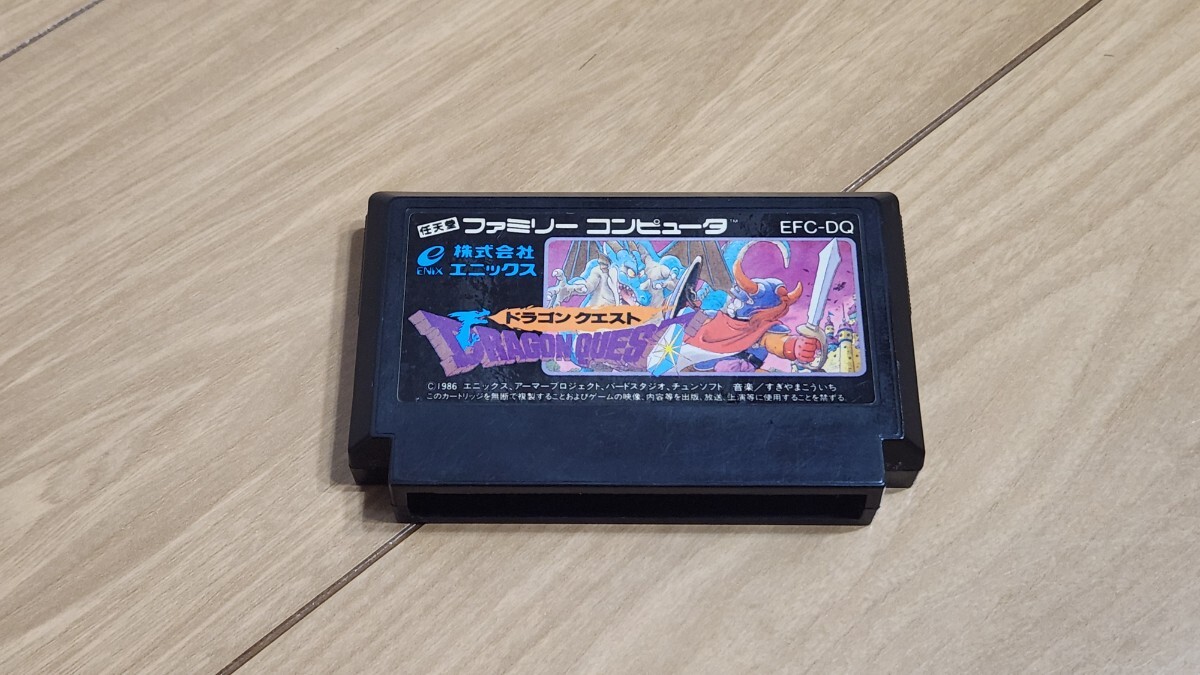 任天堂 ファミリー コンピュータ™ EFC-DQ
e 株式会社
ENIX エニックス
ドラゴン クエスト
DRAGON QUEST
©1986 エニックス、アーマープロジェクト、バードスタジオ、チュンソフト 音楽／すぎやまこういち
このカートリッジを無断で複製することおよびゲームの映像、内容等を出版、放送、上演等に使用することを禁ずる。